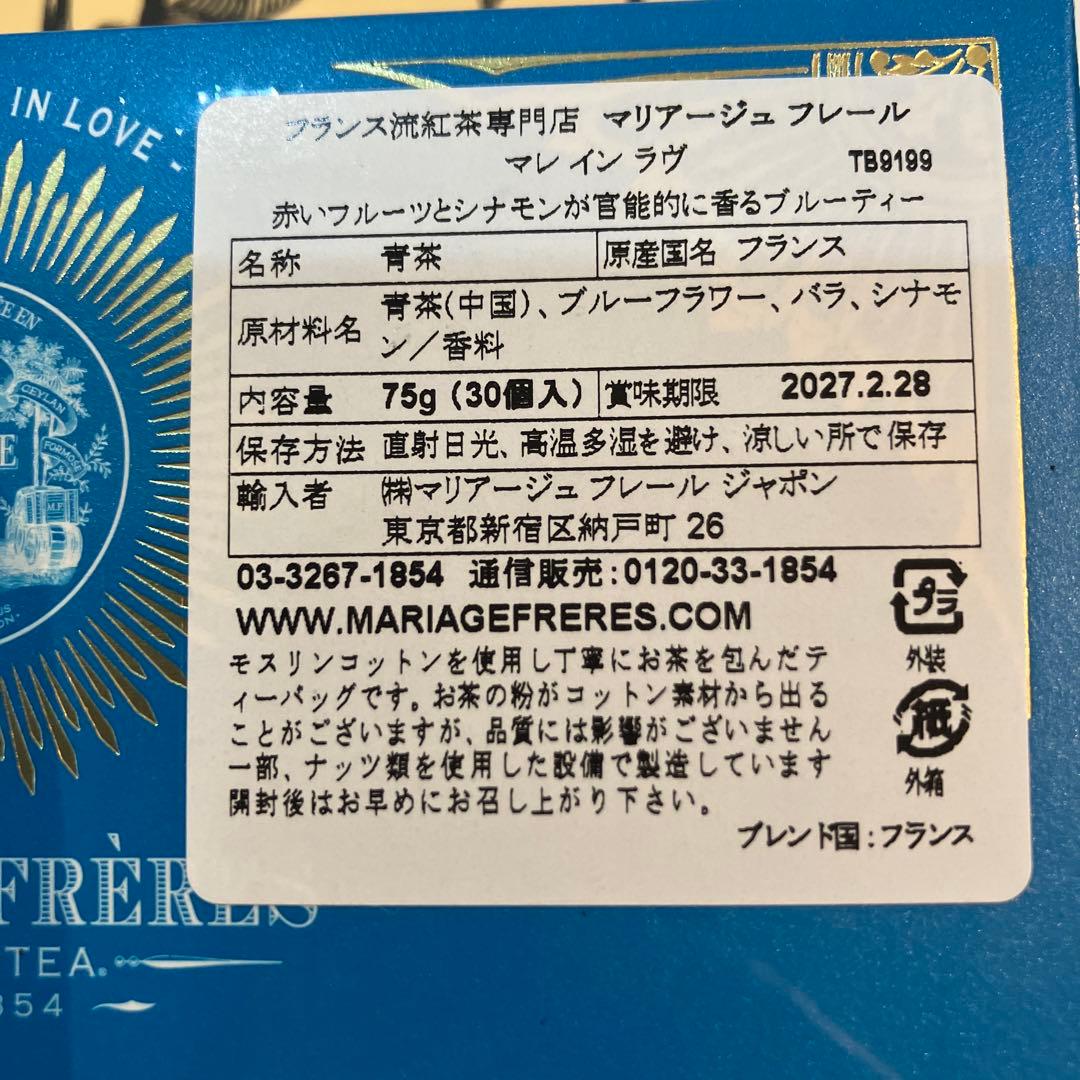 IN LOVE -
フランス流紅茶専門店 マリアージュ フレール
マレ イン ラヴ TB9199
赤いフルーツとシナモンが官能的に香るブルーティー
名称 青茶 原産国名 フランス
原材料名 青茶(中国)、ブルーフラワー、バラ、シナモ
ン／香料
内容量 75g (30個入) 賞味期限 2027.2.28
保存方法 直射日光、高温多湿を避け、涼しい所で保存
輸入者 ㈱マリアージュ フレール ジャポン
東京都新宿区納戸町 26
03-3267-1854 通信販売:0120-33-1854
WWW.MARIAGEFRERES.COM
モスリンコットンを使用し丁寧にお茶を包んだテ
ィーバッグです。お茶の粉がコットン素材から出る
ことがございますが、品質には影響がございません
一部、ナッツ類を使用した設備で製造しています
開封後はお早めにお召し上がり下さい。
プラ
外装
紙
外箱
ブレンド国:フランス
CEYLAN
FORMOSE
M.F.
FRÈRES
TEA®
854